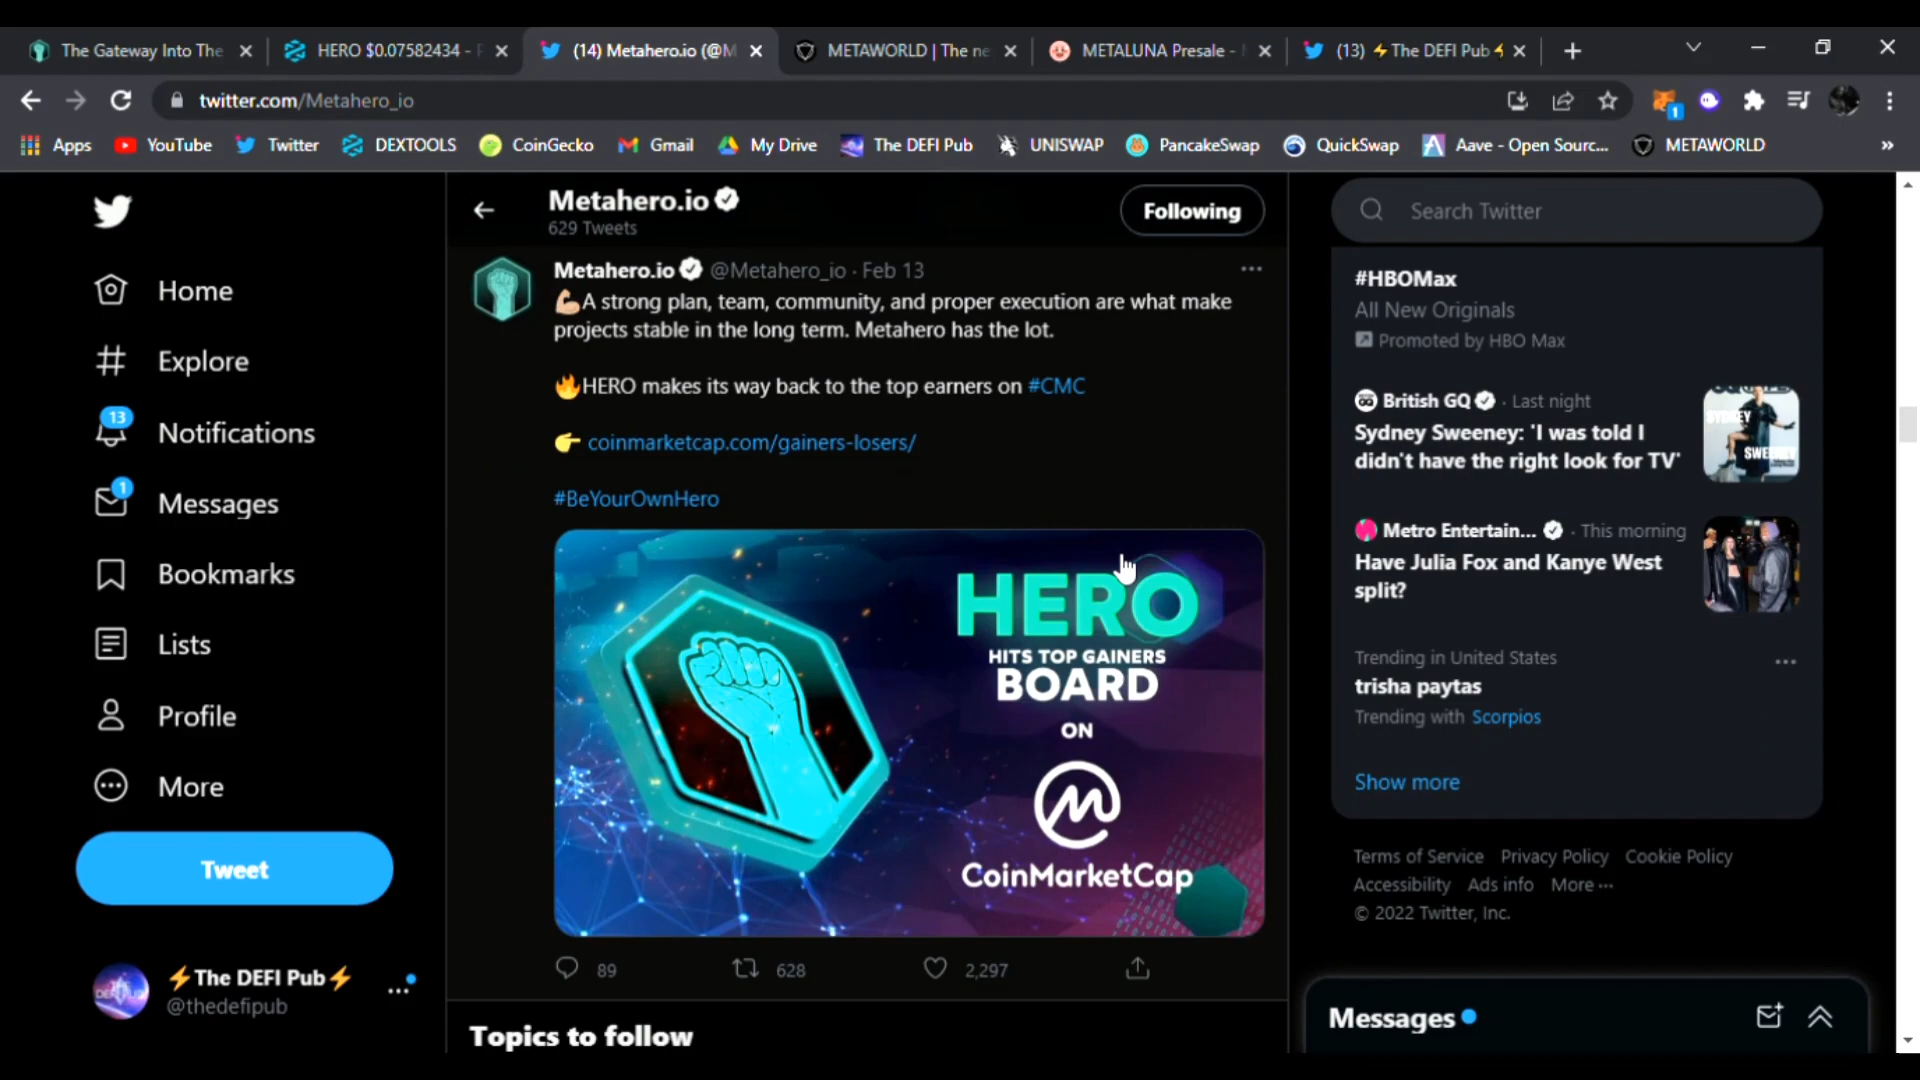 The Gateway Into The
HERO $0.07582434 -
(14) Metahero.io (@M
METAWORLD | The ne
METALUNA Presale -
(13) ⚡The DEFI Pub⚡
twitter.com/Metahero_io
1
Apps
YouTube
Twitter
DEXTOOLS
CoinGecko
Gmail
My Drive
The DEFI Pub
UNISWAP
PancakeSwap
QuickSwap
Aave - Open Sourc...
METAWORLD
»
Home
Explore
13
Notifications
1
Messages
Bookmarks
Lists
Profile
More
Tweet
⚡The DEFI Pub⚡
@thedefipub
Metahero.io
629 Tweets
Following
Metahero.io @Metahero_io · Feb 13
💪A strong plan, team, community, and proper execution are what make
projects stable in the long term. Metahero has the lot.
🔥HERO makes its way back to the top earners on #CMC
👉 coinmarketcap.com/gainers-losers/
#BeYourOwnHero
HERO
HITS TOP GAINERS
BOARD
ON
CoinMarketCap
89
628
2,297
Topics to follow
Search Twitter
#HBOMax
All New Originals
Promoted by HBO Max
British GQ · Last night
Sydney Sweeney: 'I was told I
didn't have the right look for TV'
Metro Entertain... · This morning
Have Julia Fox and Kanye West
split?
Trending in United States
trisha paytas
Trending with Scorpios
Show more
Terms of Service Privacy Policy Cookie Policy
Accessibility Ads info More ···
© 2022 Twitter, Inc.
Messages